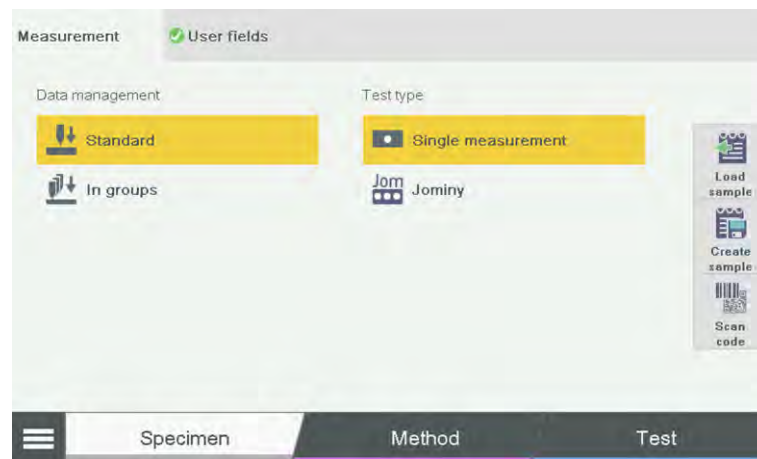 Measurement
User fields
Data management
Test type
Standard
Single measurement
In groups
Jom
Jominy
Load
sample
Create
sample
Scan
code
Specimen
Method
Test